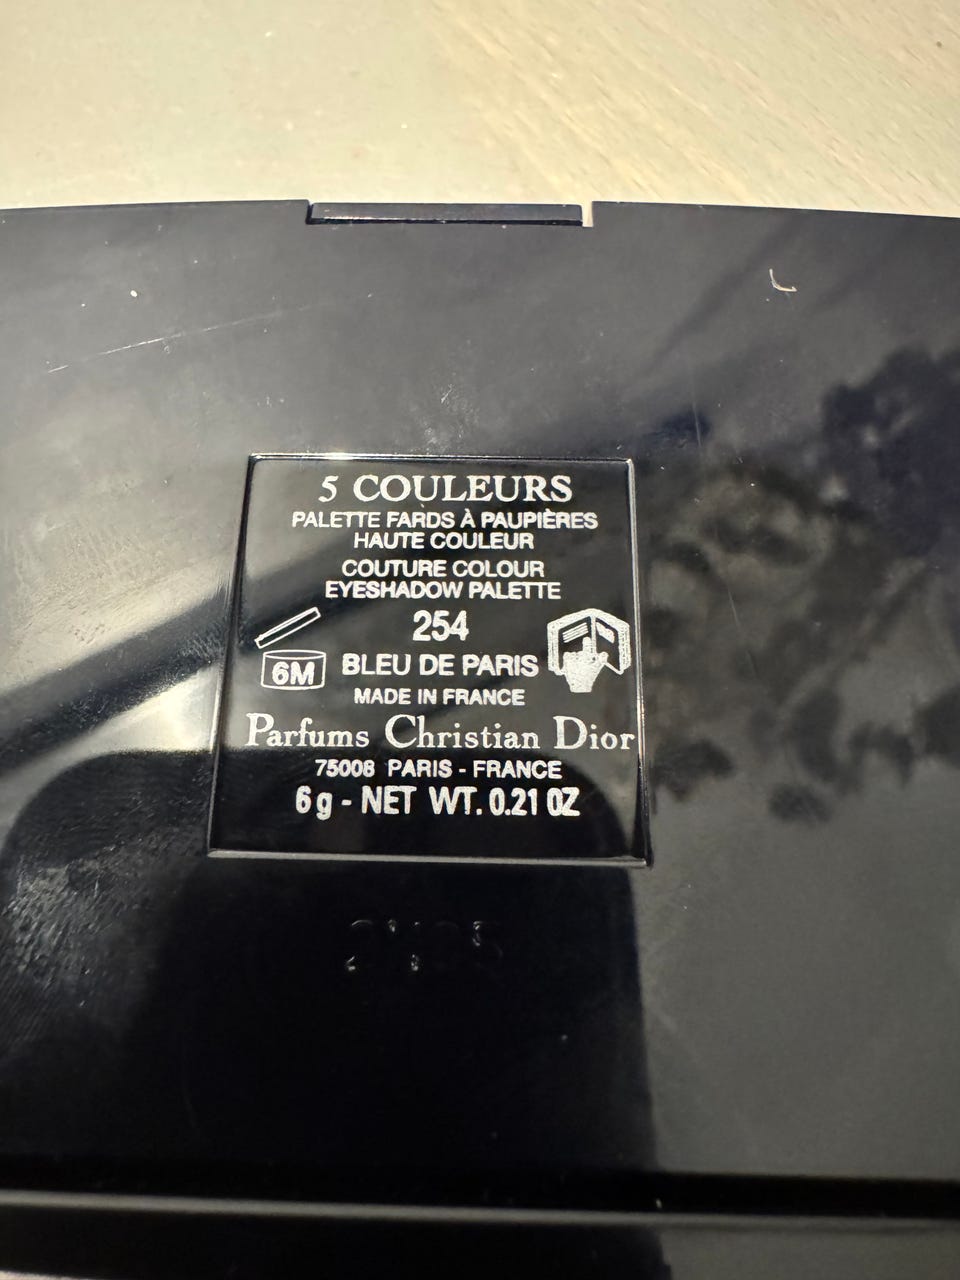 5 COULEURS
PALETTE FARDS À PAUPIÈRES
HAUTE COULEUR
COUTURE COLOUR
EYESHADOW PALETTE
254
6M BLEU DE PARIS
MADE IN FRANCE
Parfums Christian Dior
75008 PARIS - FRANCE
6g - NET WT. 0.21 OZ